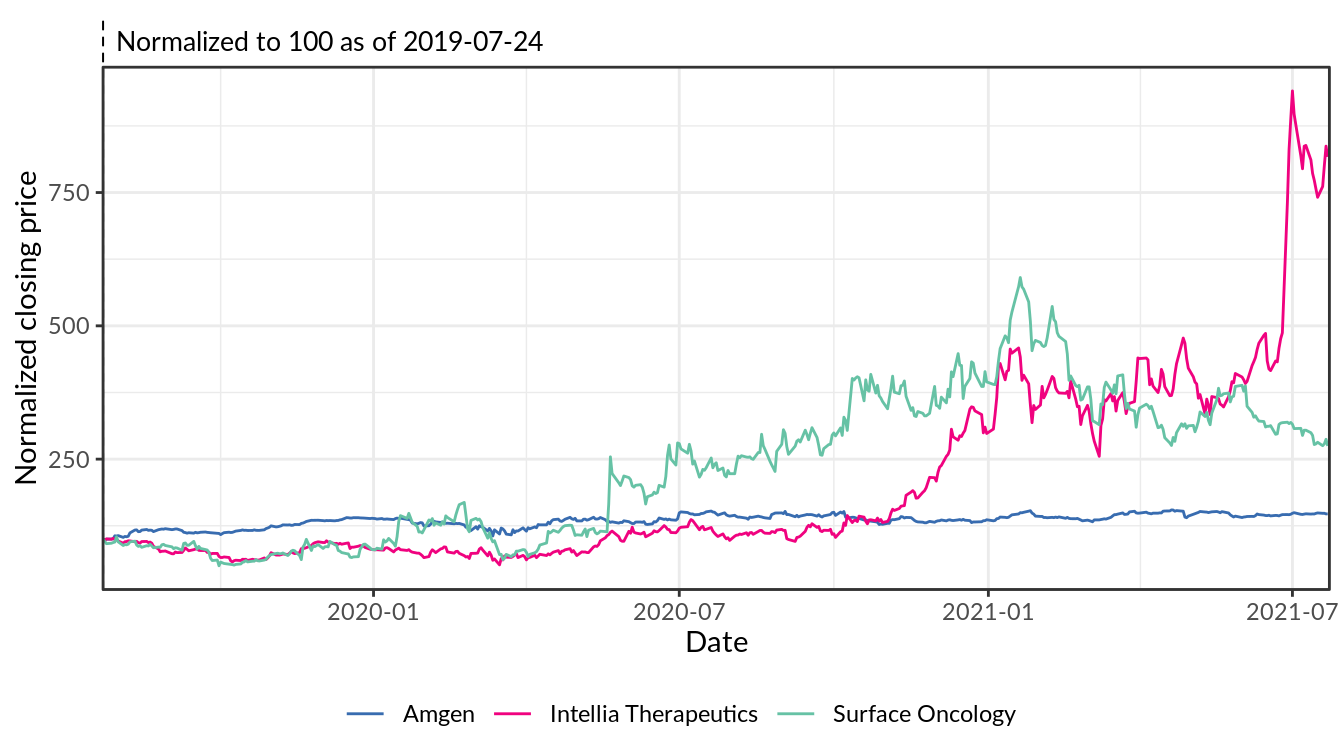 Normalized to 100 as of 2019-07-24
Normalized closing price
750
500
250
2020-01 2020-07 2021-01 2021-07
Date
Amgen Intellia Therapeutics Surface Oncology